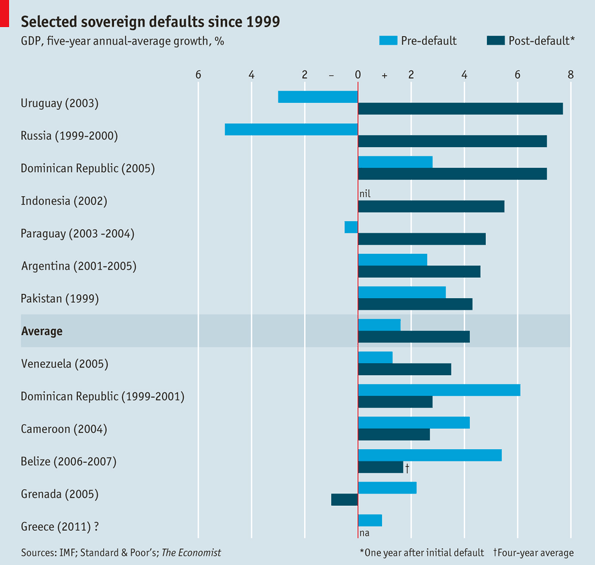 Selected sovereign defaults since 1999
GDP, five-year annual-average growth, %
Pre-default Post-default*
6 4 2 – 0 + 2 4 6 8
Uruguay (2003)
Russia (1999-2000)
Dominican Republic (2005)
nil
Indonesia (2002)
Paraguay (2003 -2004)
Argentina (2001-2005)
Pakistan (1999)
Average
Venezuela (2005)
Dominican Republic (1999-2001)
Cameroon (2004)
Belize (2006-2007) †
Grenada (2005)
Greece (2011) ?
na
Sources: IMF; Standard & Poor's; The Economist *One year after initial default †Four-year average